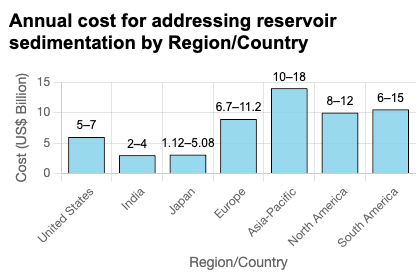 Annual cost for addressing reservoir
sedimentation by Region/Country
Cost (US$ Billion)
15
10
5
0
5–7
2–4
1.12–5.08
6.7–11.2
10–18
8–12
6–15
United States
India
Japan
Europe
Asia-Pacific
North America
South America
Region/Country